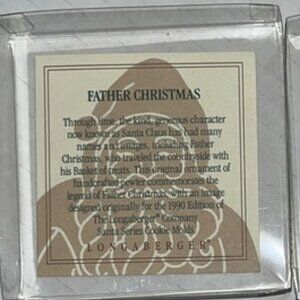 FATHER CHRISTMAS
Through time, the kind, generous character
now known as Santa Claus has had many
names and images, including Father
Christmas, who traveled the countryside with
his Basket of treats. This original ornament of
handcrafted pewter commemorates the
legend of Father Christmas, with an image
designed originally for the 1990 Edition of
The Longaberger® Company
Santa Series Cookie Molds.
LONGABERGER®